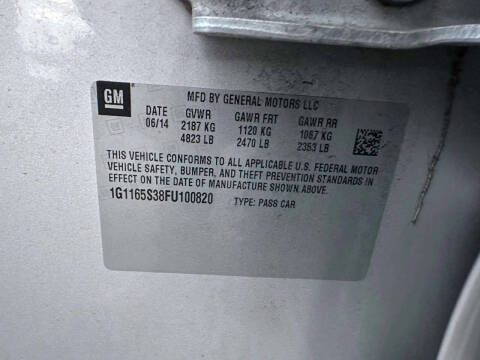 GM
MFD BY GENERAL MOTORS LLC
DATE GVWR GAWR FRT GAWR RR
06/14 2187 KG 1120 KG 1067 KG
4823 LB 2470 LB 2353 LB
THIS VEHICLE CONFORMS TO ALL APPLICABLE U.S. FEDERAL MOTOR
VEHICLE SAFETY, BUMPER, AND THEFT PREVENTION STANDARDS IN
EFFECT ON THE DATE OF MANUFACTURE SHOWN ABOVE.
1G1165S38FU100820 TYPE: PASS CAR